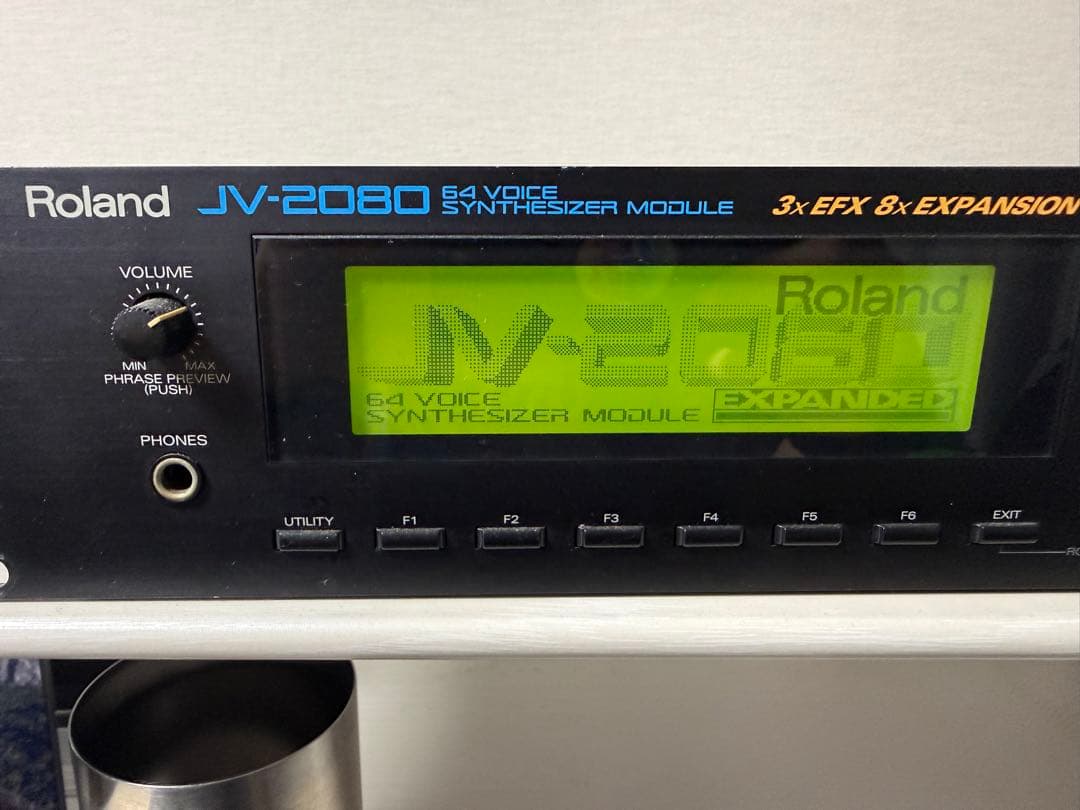 Roland JV-2080 64 VOICE SYNTHESIZER MODULE 3x EFX 8x EXPANSION
VOLUME
MIN MAX
PHRASE PREVIEW
(PUSH)
PHONES
Roland
JV-2080
64 VOICE
SYNTHESIZER MODULE EXPANDED
UTILITY F1 F2 F3 F4 F5 F6 EXIT